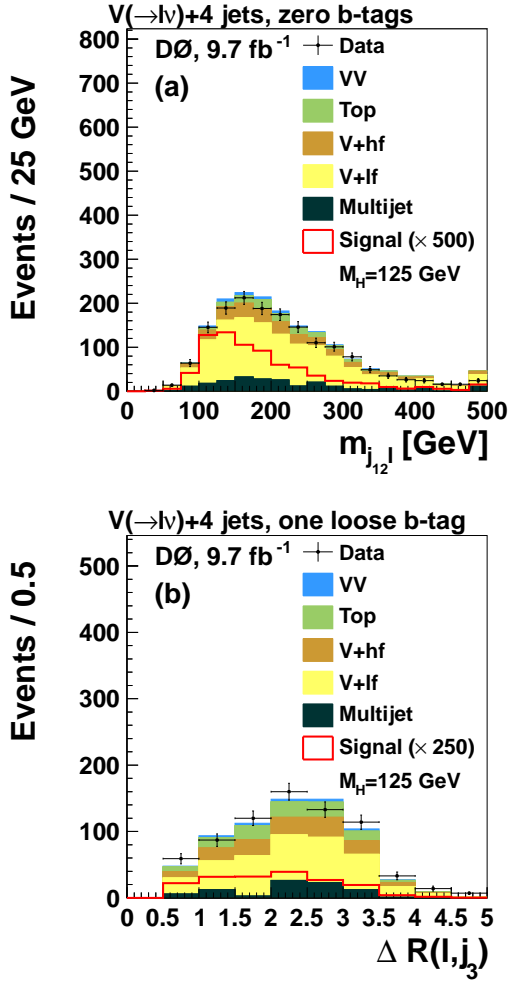 V(→lν)+4 jets, zero b-tags
DØ, 9.7 fb⁻¹
(a)
Data
VV
Top
V+hf
V+lf
Multijet
Signal (× 500)
M_H=125 GeV
Events / 25 GeV
800
700
600
500
400
300
200
100
0
0 100 200 300 400 500
m_{j_{12}l} [GeV]
V(→lν)+4 jets, one loose b-tag
DØ, 9.7 fb⁻¹
(b)
Data
VV
Top
V+hf
V+lf
Multijet
Signal (× 250)
M_H=125 GeV
Events / 0.5
500
400
300
200
100
0
0 0.5 1 1.5 2 2.5 3 3.5 4 4.5 5
Δ R(l,j₃)